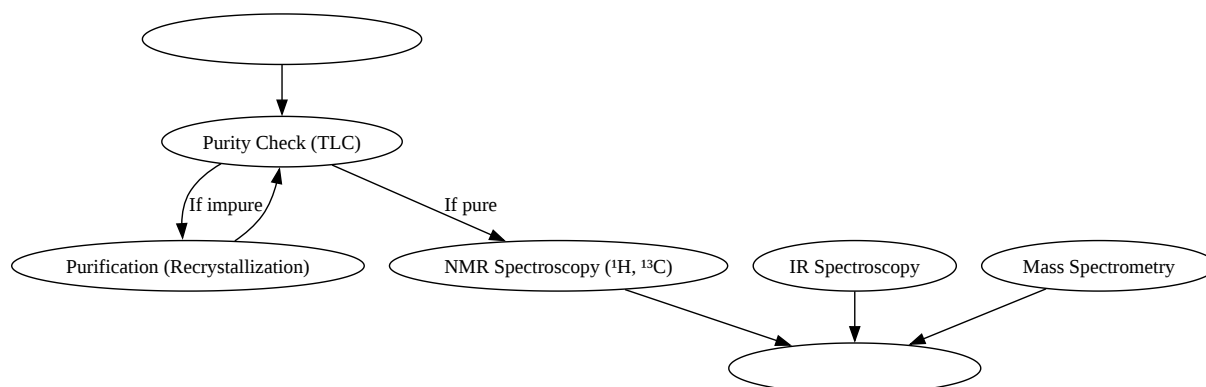 Purity Check (TLC)
If impure
If pure
Purification (Recrystallization)
NMR Spectroscopy (¹H, ¹³C)
IR Spectroscopy
Mass Spectrometry